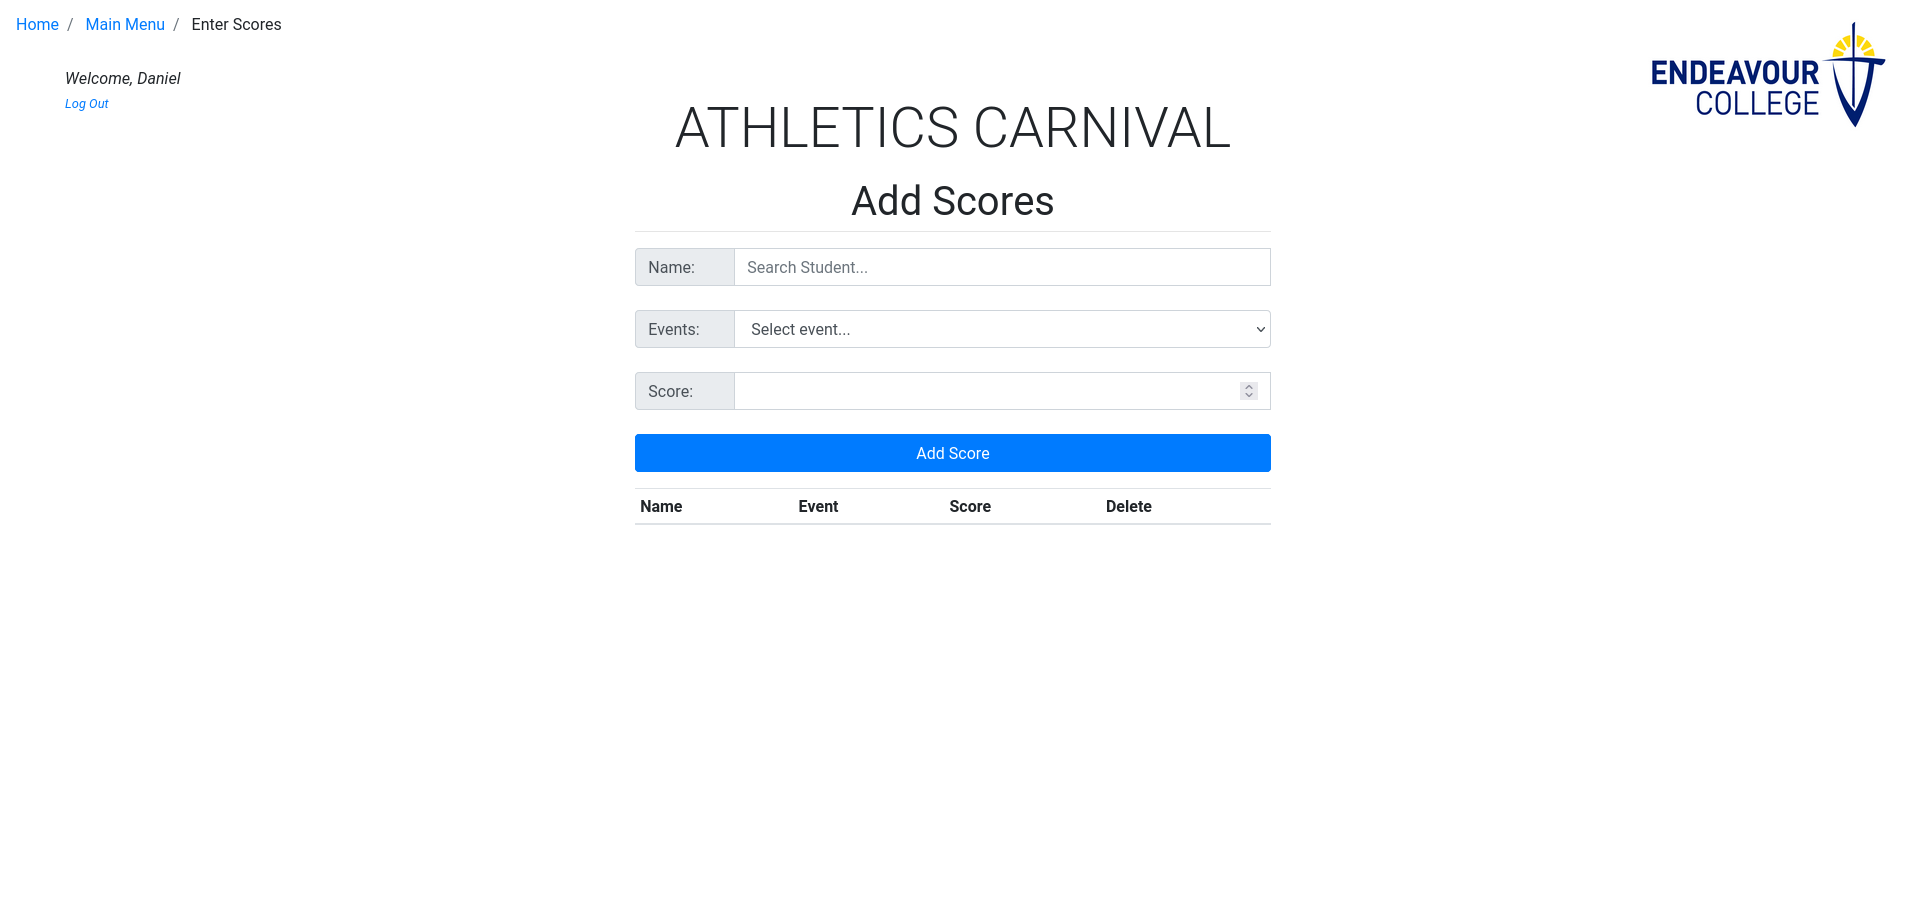 Home / Main Menu / Enter Scores
Welcome, Daniel
Log Out
ENDEAVOUR
COLLEGE
ATHLETICS CARNIVAL
Add Scores
Name: Search Student...
Events: Select event...
Score:
Add Score
Name Event Score Delete